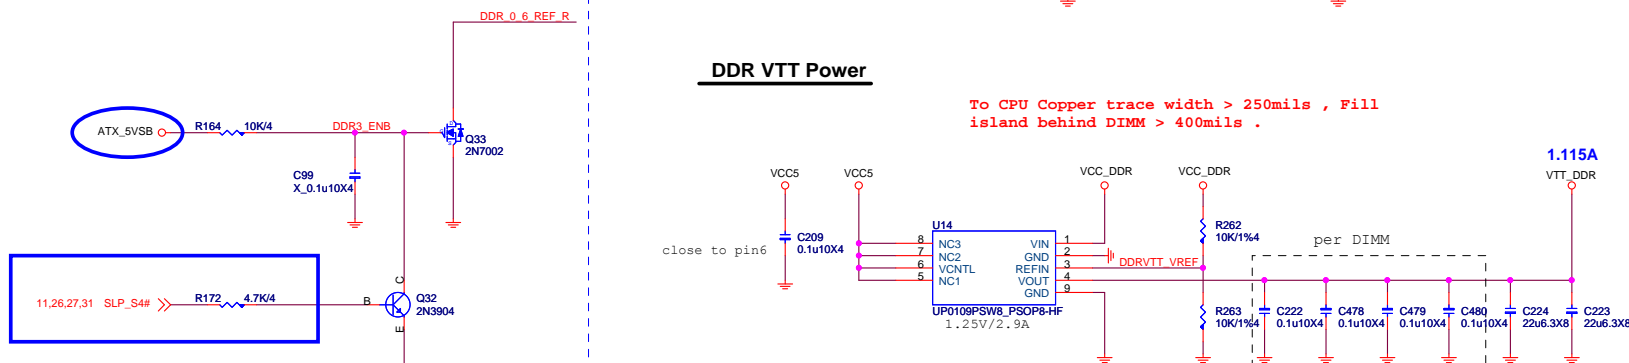 DDR_0_6_REF_R
ATX_5VSB
R164
10K/4
DDR3_ENB
Q33
2N7002
C99
X_0.1u10X4
11,26,27,31 SLP_S4#
R172
4.7K/4
B
C
E
Q32
2N3904
DDR VTT Power
To CPU Copper trace width > 250mils , Fill
island behind DIMM > 400mils .
VCC5
VCC5
VCC_DDR
VCC_DDR
1.115A
VTT_DDR
close to pin6
C209
0.1u10X4
U14
8 NC3
7 NC2
6 VCNTL
5 NC1
VIN 1
GND 2
REFIN 3
VOUT 4
GND 9
UP0109PSW8_PSOP8-HF
1.25V/2.9A
DDRVTT_VREF
R262
10K/1%4
R263
10K/1%4
per DIMM
C222
0.1u10X4
C478
0.1u10X4
C479
0.1u10X4
C480
0.1u10X4
C224
22u6.3X8
C223
22u6.3X8